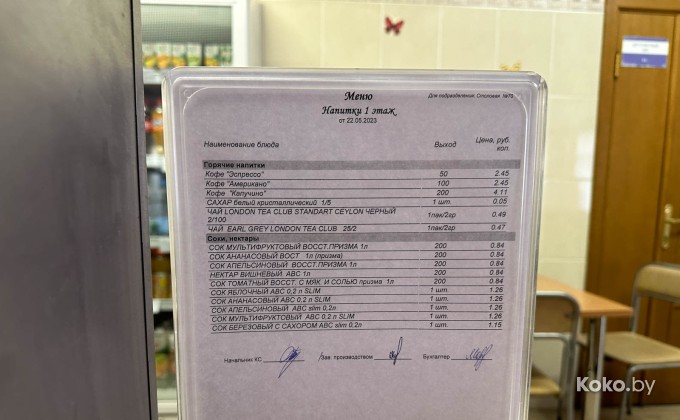 Меню
Для подразделения Столовая №73
Напитки 1 этаж
от 22.05.2023
Наименование блюда Выход Цена, руб. коп.
Горячие напитки
Кофе "Эспрессо" 50 2.45
Кофе "Американо" 100 2.45
Кофе "Капучино" 200 4.11
САХАР белый кристаллический 1/5 1 шт. 0.05
ЧАЙ LONDON TEA CLUB STANDART CEYLON ЧЕРНЫЙ
2/100 1пак/2гр 0.49
ЧАЙ EARL GREY LONDON TEA CLUB 25/2 1пак/2гр 0.47
Соки, нектары
СОК МУЛЬТИФРУКТОВЫЙ ВОССТ.ПРИЗМА 1л 200 0.84
СОК АНАНАСОВЫЙ ВОСТ 1л (призма) 200 0.84
СОК АПЕЛЬСИНОВЫЙ ВОССТ.ПРИЗМА 1л 200 0.84
НЕКТАР ВИШНЕВЫЙ АВС 1л 200 0.84
СОК ТОМАТНЫЙ ВОССТ. С МЯК. И СОЛЬЮ призма 1л 200 0.84
СОК ЯБЛОЧНЫЙ АВС 0,2 л SLIM 1 шт. 1.26
СОК АНАНАСОВЫЙ АВС 0,2 л SLIM 1 шт. 1.26
СОК АПЕЛЬСИНОВЫЙ АВС slim 0.2л 1 шт. 1.26
СОК МУЛЬТИФРУКТОВЫЙ АВС 0,2 л SLIM 1 шт. 1.26
СОК БЕРЕЗОВЫЙ С САХОРОМ АВС slim 0,2л 1 шт. 1.15
Начальник КС /Зав. производством Бухгалтер
Koko.by